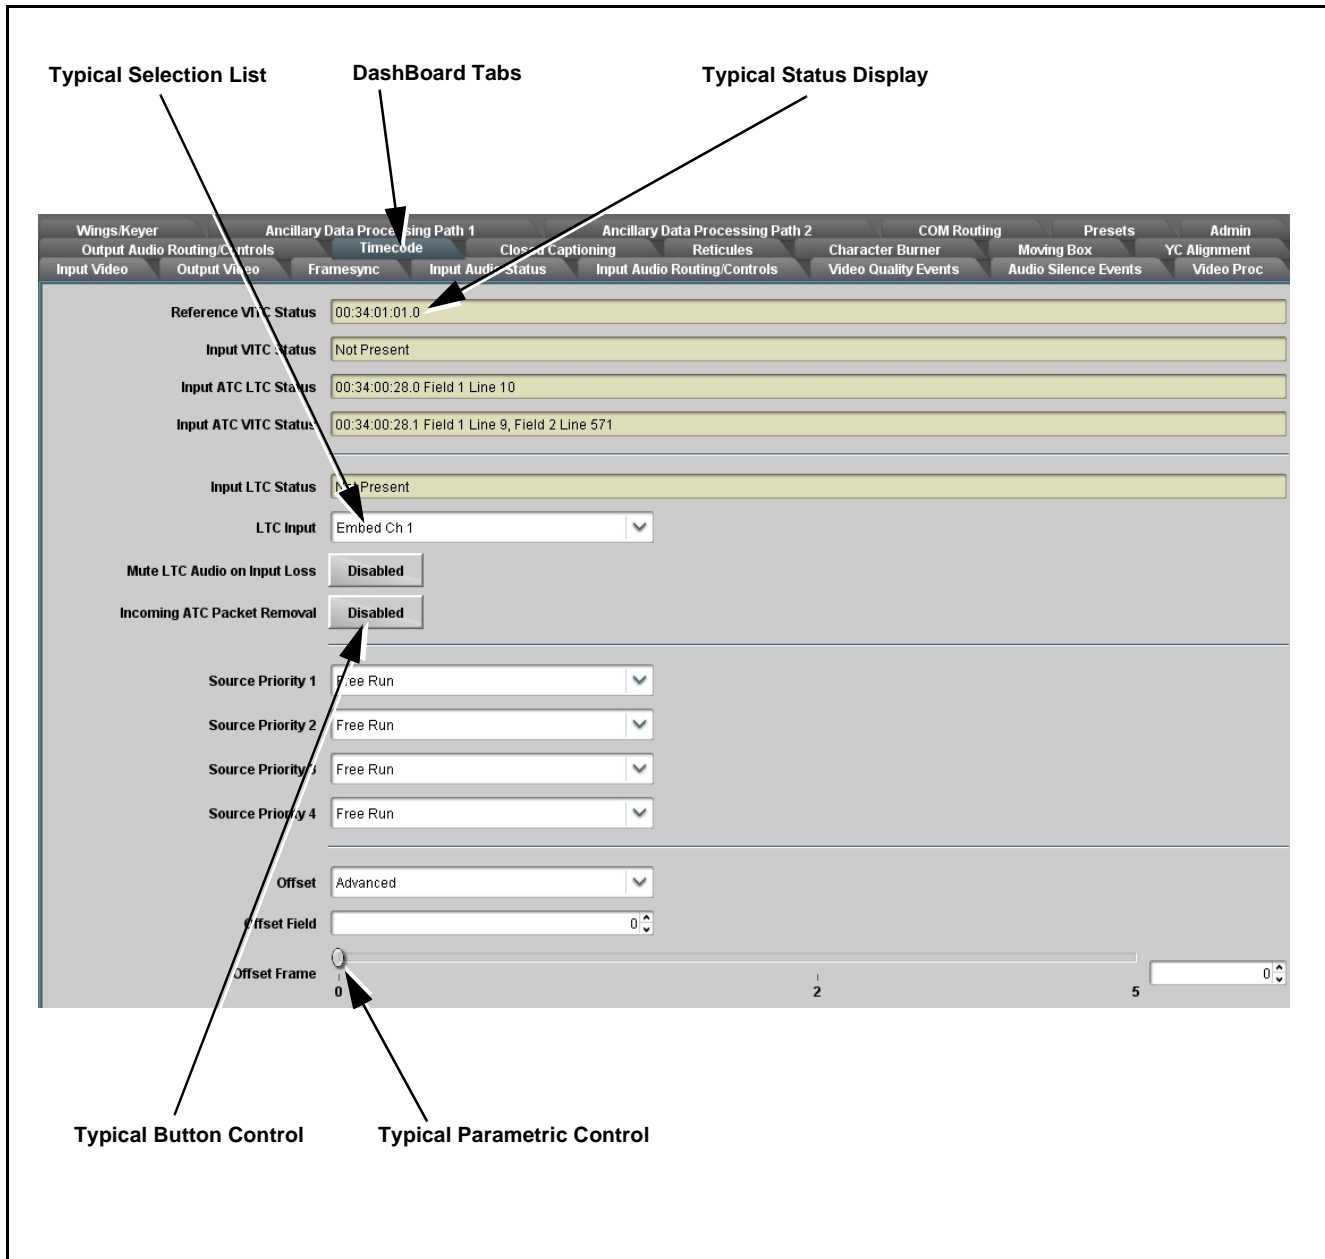 Typical Selection List
DashBoard Tabs
Typical Status Display
Wings/Keyer Ancillary Data Processing Path 1 Ancillary Data Processing Path 2 COM Routing Presets Admin
Output Audio Routing/Controls Timecode Closed Captioning Reticules Character Burner Moving Box YC Alignment
Input Video Output Video Framesync Input Audio Status Input Audio Routing/Controls Video Quality Events Audio Silence Events Video Proc
Reference VITC Status 00:34:01:01.0
Input VITC Status Not Present
Input ATC LTC Status 00:34:00:28.0 Field 1 Line 10
Input ATC VITC Status 00:34:00:28.1 Field 1 Line 9, Field 2 Line 571
Input LTC Status Not Present
LTC Input Embed Ch 1
Mute LTC Audio on Input Loss Disabled
Incoming ATC Packet Removal Disabled
Source Priority 1 Free Run
Source Priority 2 Free Run
Source Priority 3 Free Run
Source Priority 4 Free Run
Offset Advanced
Offset Field 0
Offset Frame 0
0 2 5
Typical Button Control
Typical Parametric Control